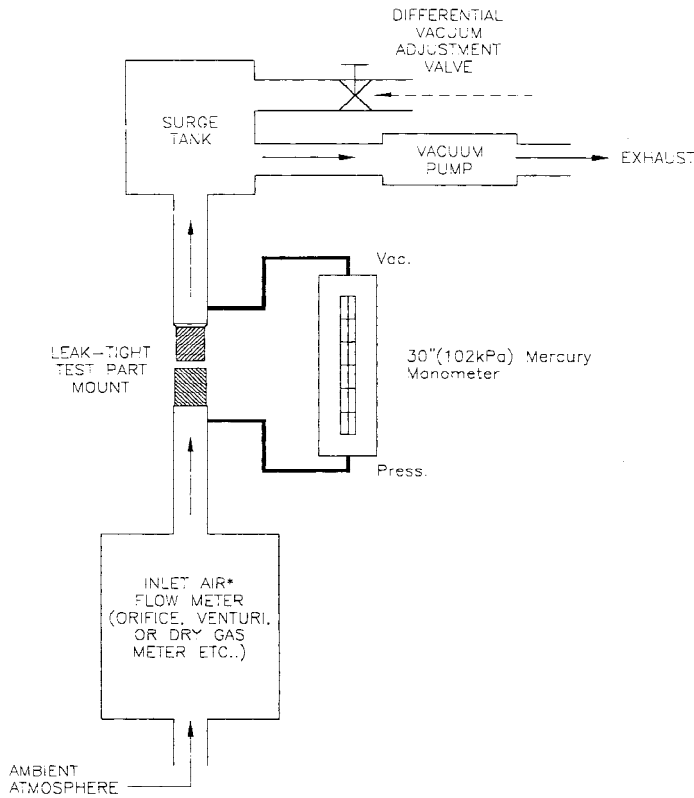 DIFFERENTIAL
VACUUM
ADJUSTMENT
VALVE
SURGE
TANK
VACUUM
PUMP
EXHAUST
Vac.
LEAK-TIGHT
TEST PART
MOUNT
30"(102kPa) Mercury
Manometer
Press.
INLET AIR*
FLOW METER
(ORIFICE, VENTURI,
OR DRY GAS
METER ETC..)
AMBIENT
ATMOSPHERE